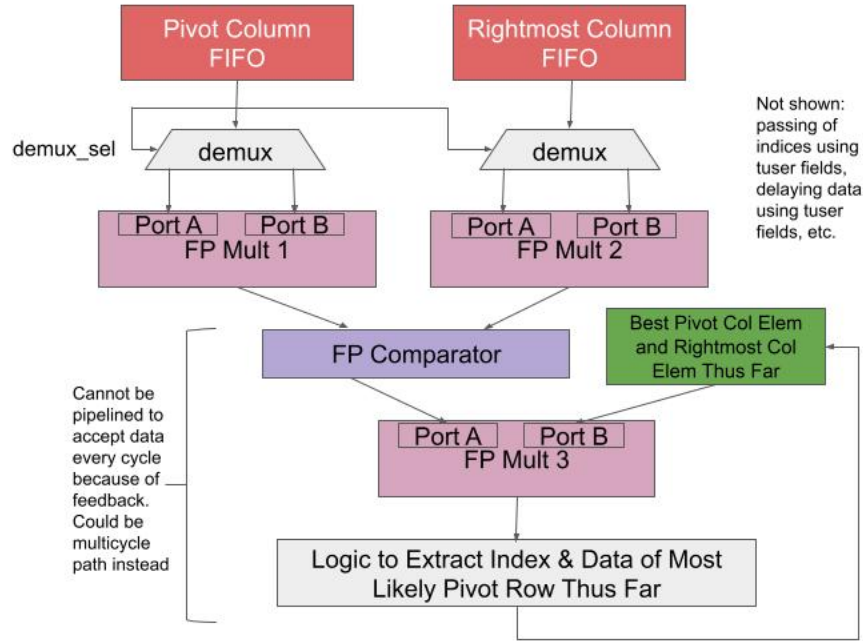 Pivot Column
FIFO
Rightmost Column
FIFO
Not shown:
passing of
indices using
tuser fields,
delaying data
using tuser
fields, etc.
demux_sel
demux
demux
Port A
Port B
FP Mult 1
Port A
Port B
FP Mult 2
FP Comparator
Best Pivot Col Elem
and Rightmost Col
Elem Thus Far
Cannot be
pipelined to
accept data
every cycle
because of
feedback.
Could be
multicycle
path instead
Port A
Port B
FP Mult 3
Logic to Extract Index & Data of Most
Likely Pivot Row Thus Far